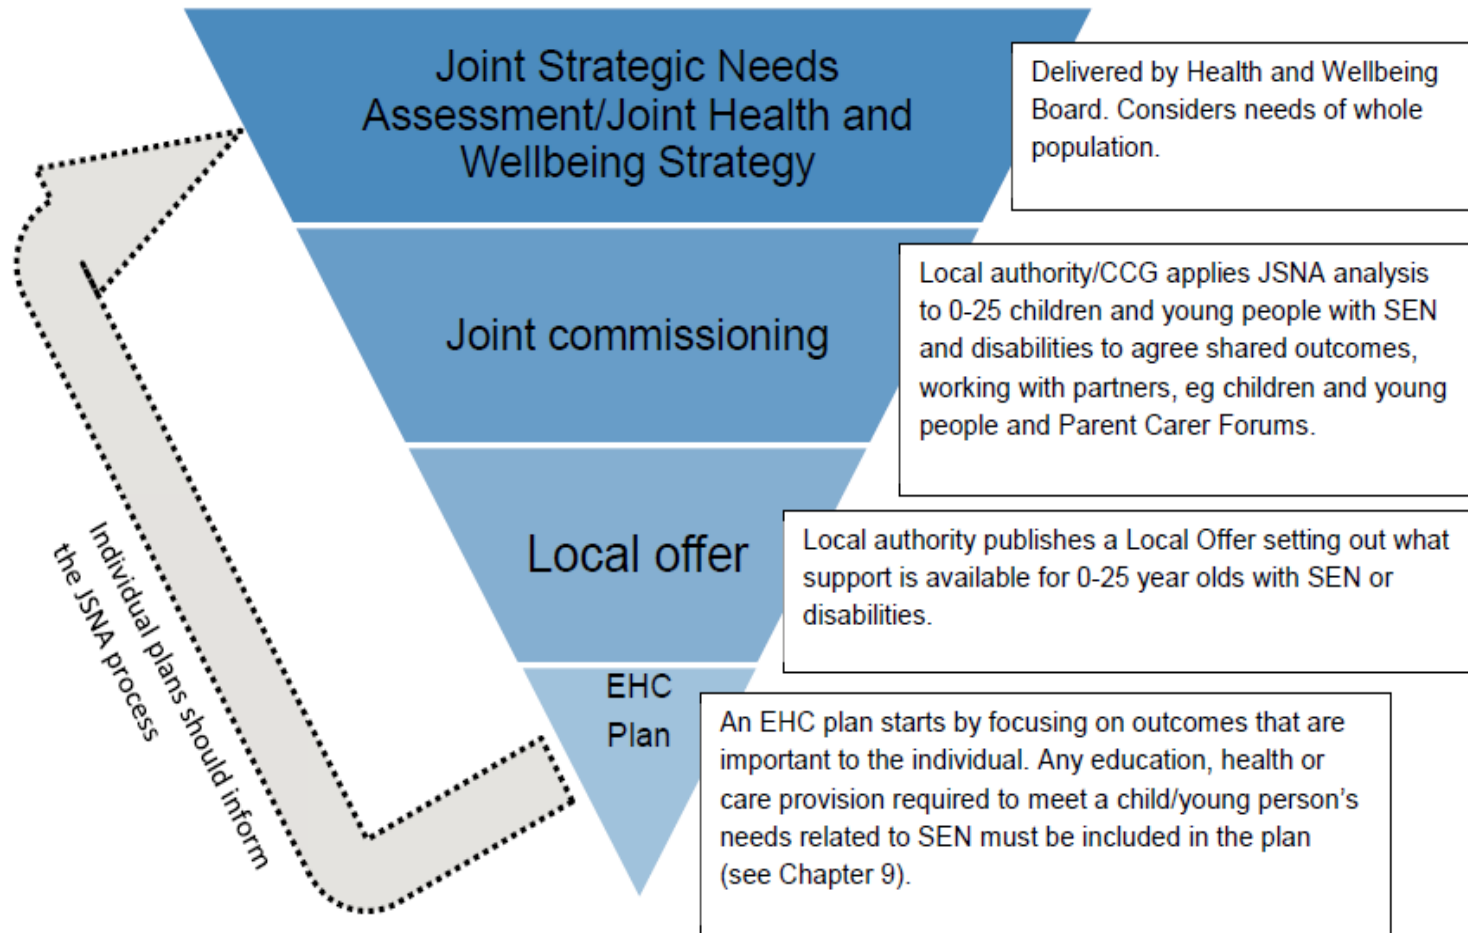 Joint Strategic Needs
Assessment/Joint Health and
Wellbeing Strategy
Delivered by Health and Wellbeing
Board. Considers needs of whole
population.
Joint commissioning
Local authority/CCG applies JSNA analysis
to 0-25 children and young people with SEN
and disabilities to agree shared outcomes,
working with partners, eg children and young
people and Parent Carer Forums.
Local offer
Local authority publishes a Local Offer setting out what
support is available for 0-25 year olds with SEN or
disabilities.
EHC
Plan
An EHC plan starts by focusing on outcomes that are
important to the individual. Any education, health or
care provision required to meet a child/young person’s
needs related to SEN must be included in the plan
(see Chapter 9).
Individual plans should inform
the JSNA process